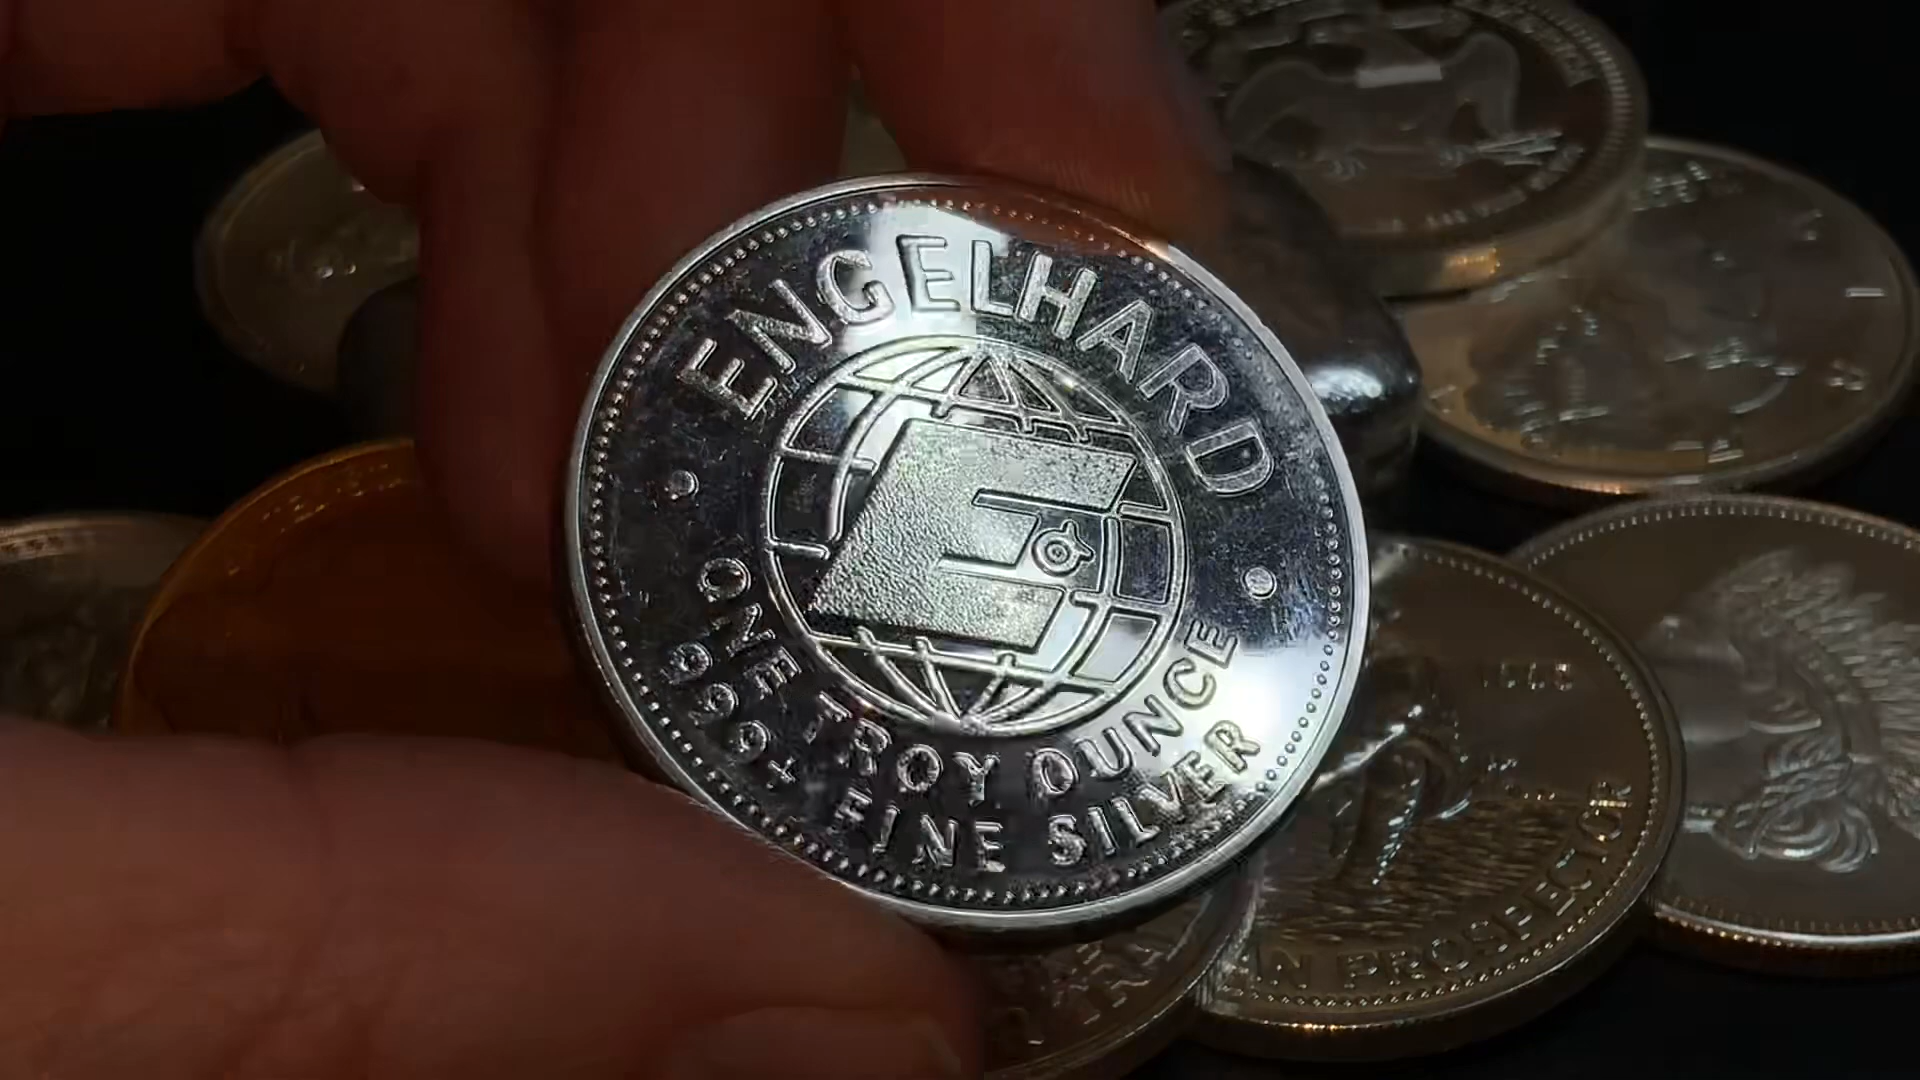 ENGELHARD
ONE TROY OUNCE
999+ FINE SILVER
PROSPECTOR